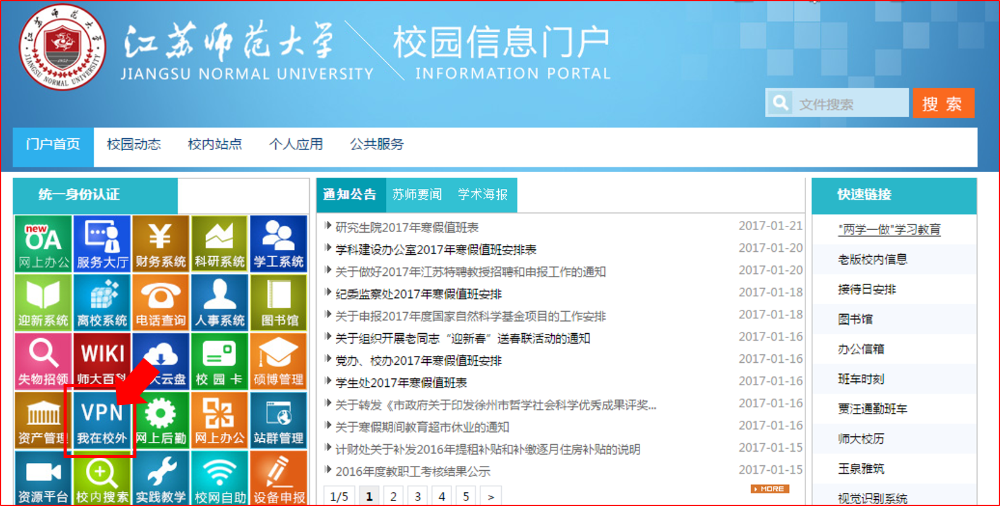 江苏师范大学
JIANGSU NORMAL UNIVERSITY
校园信息门户
INFORMATION PORTAL
江苏师范大学
JIANGSU NORMAL UNIVERSITY
1952
文件搜索
搜 索
门户首页 校园动态 校内站点 个人应用 公共服务
统一身份认证
new OA 网上办公
服务大厅
¥ 财务系统
科研系统
学工系统
迎新系统
离校系统
电话查询
人事系统
图书馆
失物招领
WIKI 师大百科
大云盘
校 园 卡
硕博管理
资产管理
VPN 我在校外
网上后勤
网上办公
站群管理
资源平台
校内搜索
实践教学
校网自助
设备申报
通知公告 苏师要闻 学术海报
研究生院2017年寒假值班表 2017-01-21
学科建设办公室2017年寒假值班安排表 2017-01-20
关于做好2017年江苏特聘教授招聘和申报工作的通知 2017-01-20
纪委监察处2017年寒假值班安排 2017-01-18
关于申报2017年度国家自然科学基金项目的工作安排 2017-01-18
关于组织开展老同志“迎新春”送春联活动的通知 2017-01-16
党办、校办2017年寒假值班安排 2017-01-16
学生处2017年寒假值班表 2017-01-16
关于转发《市政府关于印发徐州市哲学社会科学优秀成果评奖... 2017-01-16
关于寒假期间教育超市休业的通知 2017-01-16
计财处关于补发2016年提租补贴和补缴逐月住房补贴的说明 2017-01-15
2016年度教职工考核结果公示 2017-01-15
MORE
1/5 1 2 3 4 5 >
快速链接
"两学一做"学习教育
老版校内信息
接待日安排
图书馆
办公信箱
班车时刻
贾汪通勤班车
师大校历
玉泉雅筑
视觉识别系统